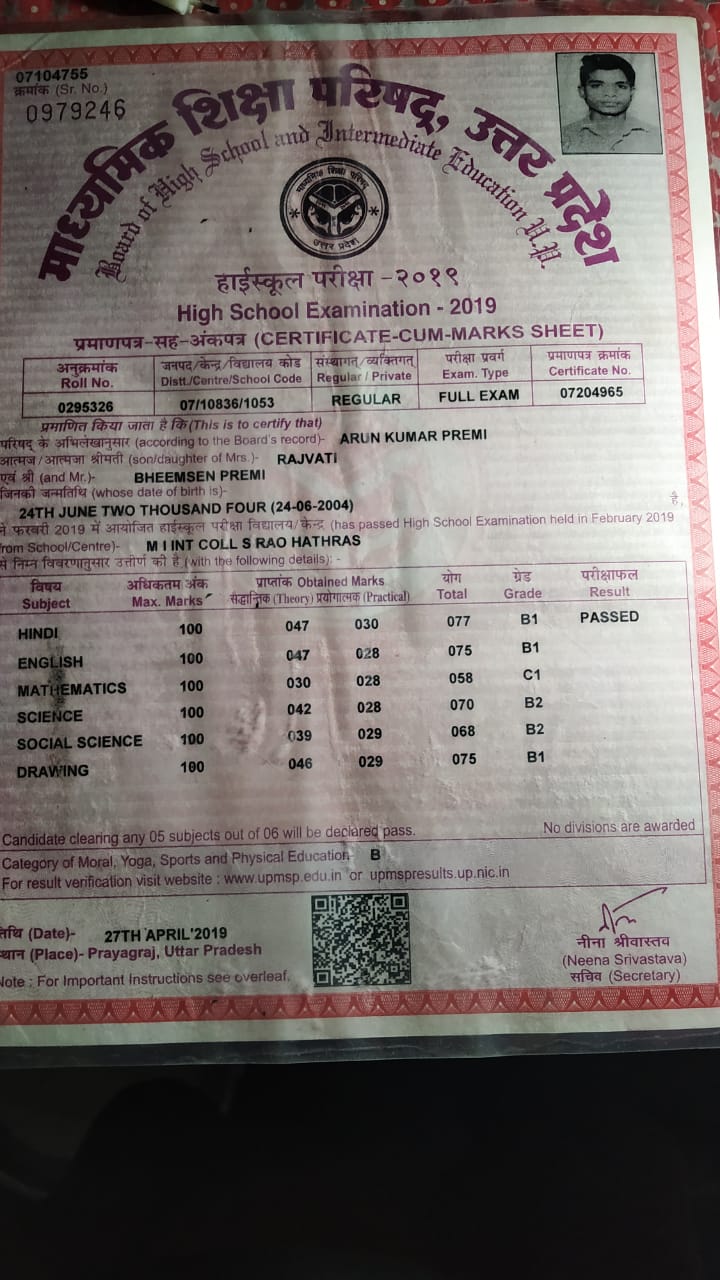 07104755
क्रमांक (Sr. No.)
0979246
माध्यमिक शिक्षा परिषद्, उत्तर प्रदेश
Board of High School and Intermediate Education U.P.
माध्यमिक शिक्षा परिषद
उत्तर प्रदेश
हाईस्कूल परीक्षा - २०१९
High School Examination - 2019
प्रमाणपत्र-सह-अंकपत्र (CERTIFICATE-CUM-MARKS SHEET)
अनुक्रमांक जनपद/केन्द्र/विद्यालय कोड संस्थागत/व्यक्तिगत् परीक्षा प्रवर्ग प्रमाणपत्र क्रमांक
Roll No. Distt./Centre/School Code Regular / Private Exam. Type Certificate No.
0295326 07/10836/1053 REGULAR FULL EXAM 07204965
प्रमाणित किया जाता है कि (This is to certify that)
परिषद् के अभिलेखानुसार (according to the Board's record)- ARUN KUMAR PREMI
आत्मज/आत्मजा श्रीमती (son/daughter of Mrs.)- RAJVATI
एवं श्री (and Mr.)- BHEEMSEN PREMI
जिनकी जन्मतिथि (whose date of birth is)-
24TH JUNE TWO THOUSAND FOUR (24-06-2004) है,
ने फरवरी 2019 में आयोजित हाईस्कूल परीक्षा विद्यालय/केन्द्र (has passed High School Examination held in February 2019
from School/Centre)- M I INT COLL S RAO HATHRAS
से निम्न विवरणानुसार उत्तीर्ण की है (with the following details): -
विषय अधिकतम अंक प्राप्तांक Obtained Marks योग ग्रेड परीक्षाफल
Subject Max. Marks सैद्धान्तिक (Theory) प्रयोगात्मक (Practical) Total Grade Result
HINDI 100 047 030 077 B1 PASSED
ENGLISH 100 047 028 075 B1
MATHEMATICS 100 030 028 058 C1
SCIENCE 100 042 028 070 B2
SOCIAL SCIENCE 100 039 029 068 B2
DRAWING 100 046 029 075 B1
Candidate clearing any 05 subjects out of 06 will be declared pass. No divisions are awarded
Category of Moral, Yoga, Sports and Physical Education B
For result verification visit website : www.upmsp.edu.in or upmspresults.up.nic.in
तिथि (Date)- 27TH APRIL'2019
स्थान (Place)- Prayagraj, Uttar Pradesh
Note : For Important Instructions see overleaf.
नीना श्रीवास्तव
(Neena Srivastava)
सचिव (Secretary)